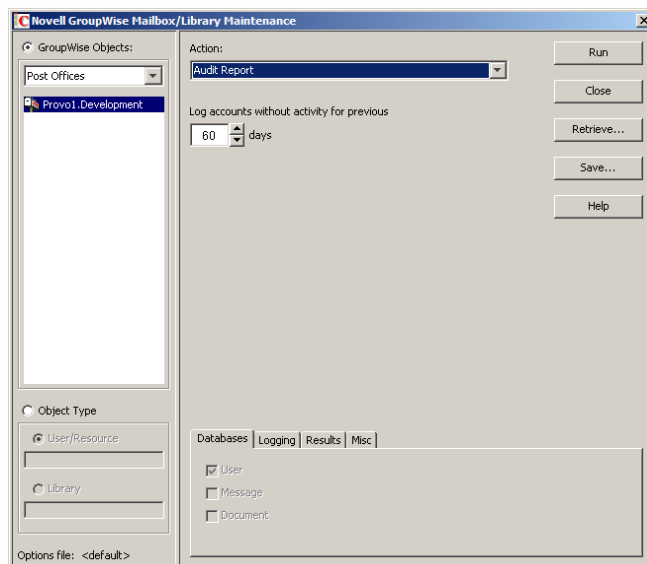 Novell GroupWise Mailbox/Library Maintenance
GroupWise Objects:
Post Offices
Provo1.Development
Object Type
User/Resource
Library
Options file: <default>
Action:
Audit Report
Log accounts without activity for previous
60 days
Databases Logging Results Misc
User
Message
Document
Run
Close
Retrieve...
Save...
Help